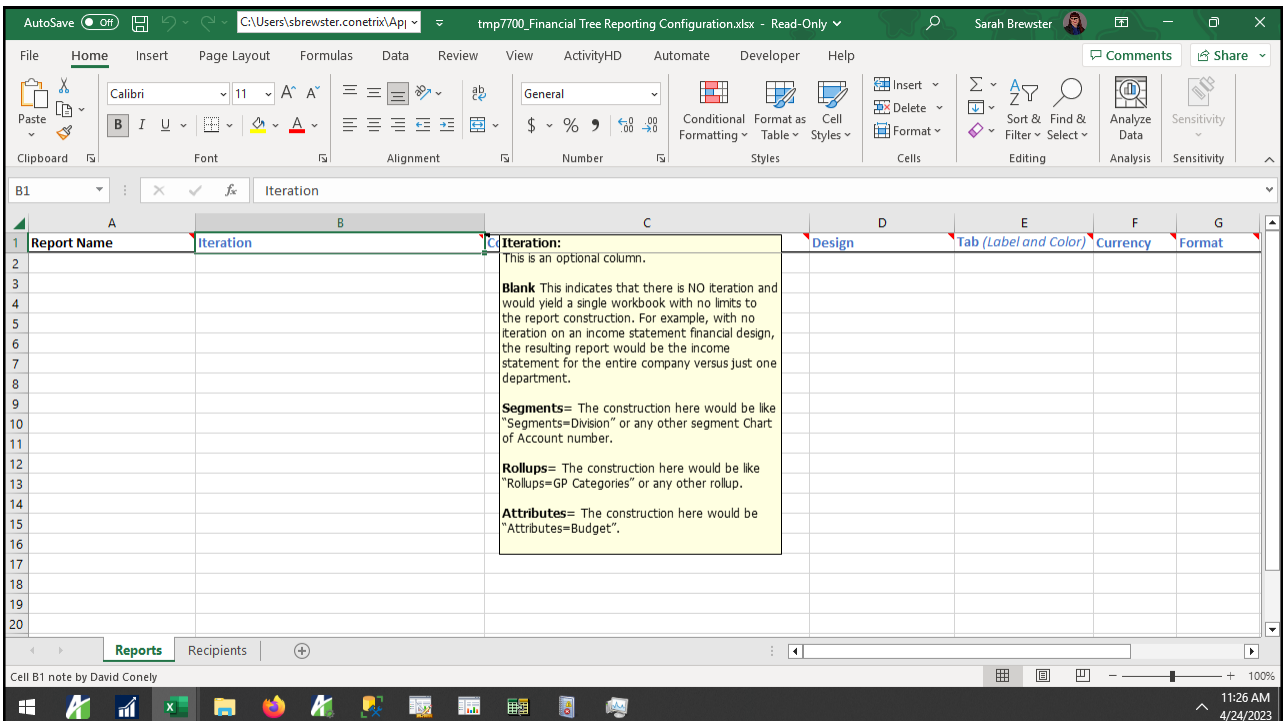 AutoSave Off C:\Users\sbrewster.conetrix\Ap tmp7700_Financial Tree Reporting Configuration.xlsx - Read-Only Sarah Brewster
File Home Insert Page Layout Formulas Data Review View ActivityHD Automate Developer Help Comments Share
Calibri 11 General Insert
Delete
Format
Paste Conditional Formatting Format as Table Cell Styles Sort & Filter Find & Select Analyze Data Sensitivity
B I U $ % 9
Clipboard Font Alignment Number Styles Cells Editing Analysis Sensitivity
B1 fx Iteration
A B C D E F G
1 Report Name Iteration Co Design Tab (Label and Color) Currency Format
2
3
4
5
6
7
8
9
10
11
12
13
14
15
16
17
18
19
20
Iteration:
This is an optional column.
Blank This indicates that there is NO iteration and
would yield a single workbook with no limits to
the report construction. For example, with no
iteration on an income statement financial design,
the resulting report would be the income
statement for the entire company versus just one
department.
Segments= The construction here would be like
“Segments=Division” or any other segment Chart
of Account number.
Rollups= The construction here would be like
“Rollups=GP Categories” or any other rollup.
Attributes= The construction here would be
“Attributes=Budget”.
Reports Recipients
Cell B1 note by David Conely 100%
11:26 AM
4/24/2023